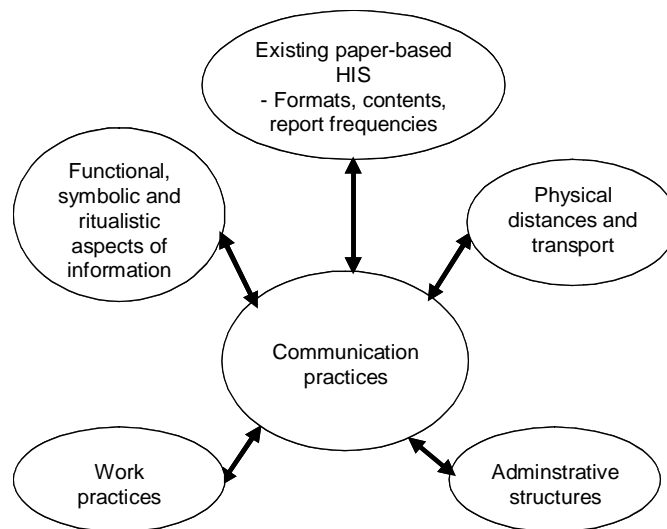 Existing paper-based
HIS
- Formats, contents,
report frequencies
Functional,
symbolic and
ritualistic
aspects of
information
Physical
distances and
transport
Communication
practices
Work
practices
Adminstrative
structures